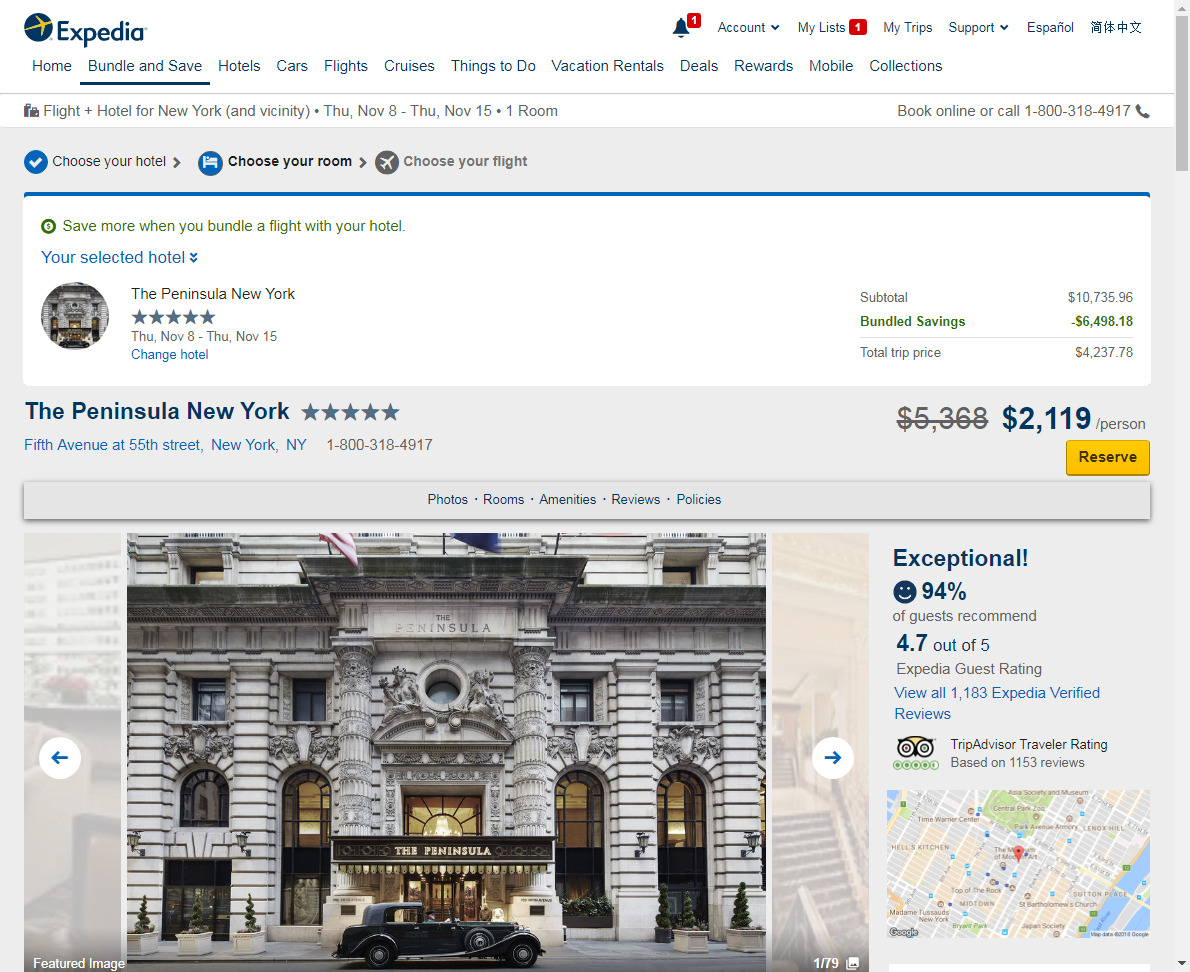 Expedia
1
Account
My Lists 1
My Trips
Support
Español
简体中文
Home
Bundle and Save
Hotels
Cars
Flights
Cruises
Things to Do
Vacation Rentals
Deals
Rewards
Mobile
Collections
Flight + Hotel for New York (and vicinity) • Thu, Nov 8 - Thu, Nov 15 • 1 Room
Book online or call 1-800-318-4917
Choose your hotel
Choose your room
Choose your flight
Save more when you bundle a flight with your hotel.
Your selected hotel
The Peninsula New York
Thu, Nov 8 - Thu, Nov 15
Change hotel
Subtotal $10,735.96
Bundled Savings -$6,498.18
Total trip price $4,237.78
The Peninsula New York
$5,368 $2,119 /person
Fifth Avenue at 55th street, New York, NY 1-800-318-4917
Reserve
Photos · Rooms · Amenities · Reviews · Policies
THE
PENINSULA
THE PENINSULA
Featured Image
1/79
Exceptional!
94%
of guests recommend
4.7 out of 5
Expedia Guest Rating
View all 1,183 Expedia Verified
Reviews
TripAdvisor Traveler Rating
Based on 1153 reviews
Asia Society and Museum
Central Park Zoo
Time Warner Center
Park Avenue Armory
LENOX HILL
HELL'S KITCHEN
The Museum
of Modern Art
Top of The Rock
SUTTON PLACE
MIDTOWN
St Bartholomew's Church
Madame Tussauds
New York
Bryant Park
Japan Society
Google
Map data ©2018 Google